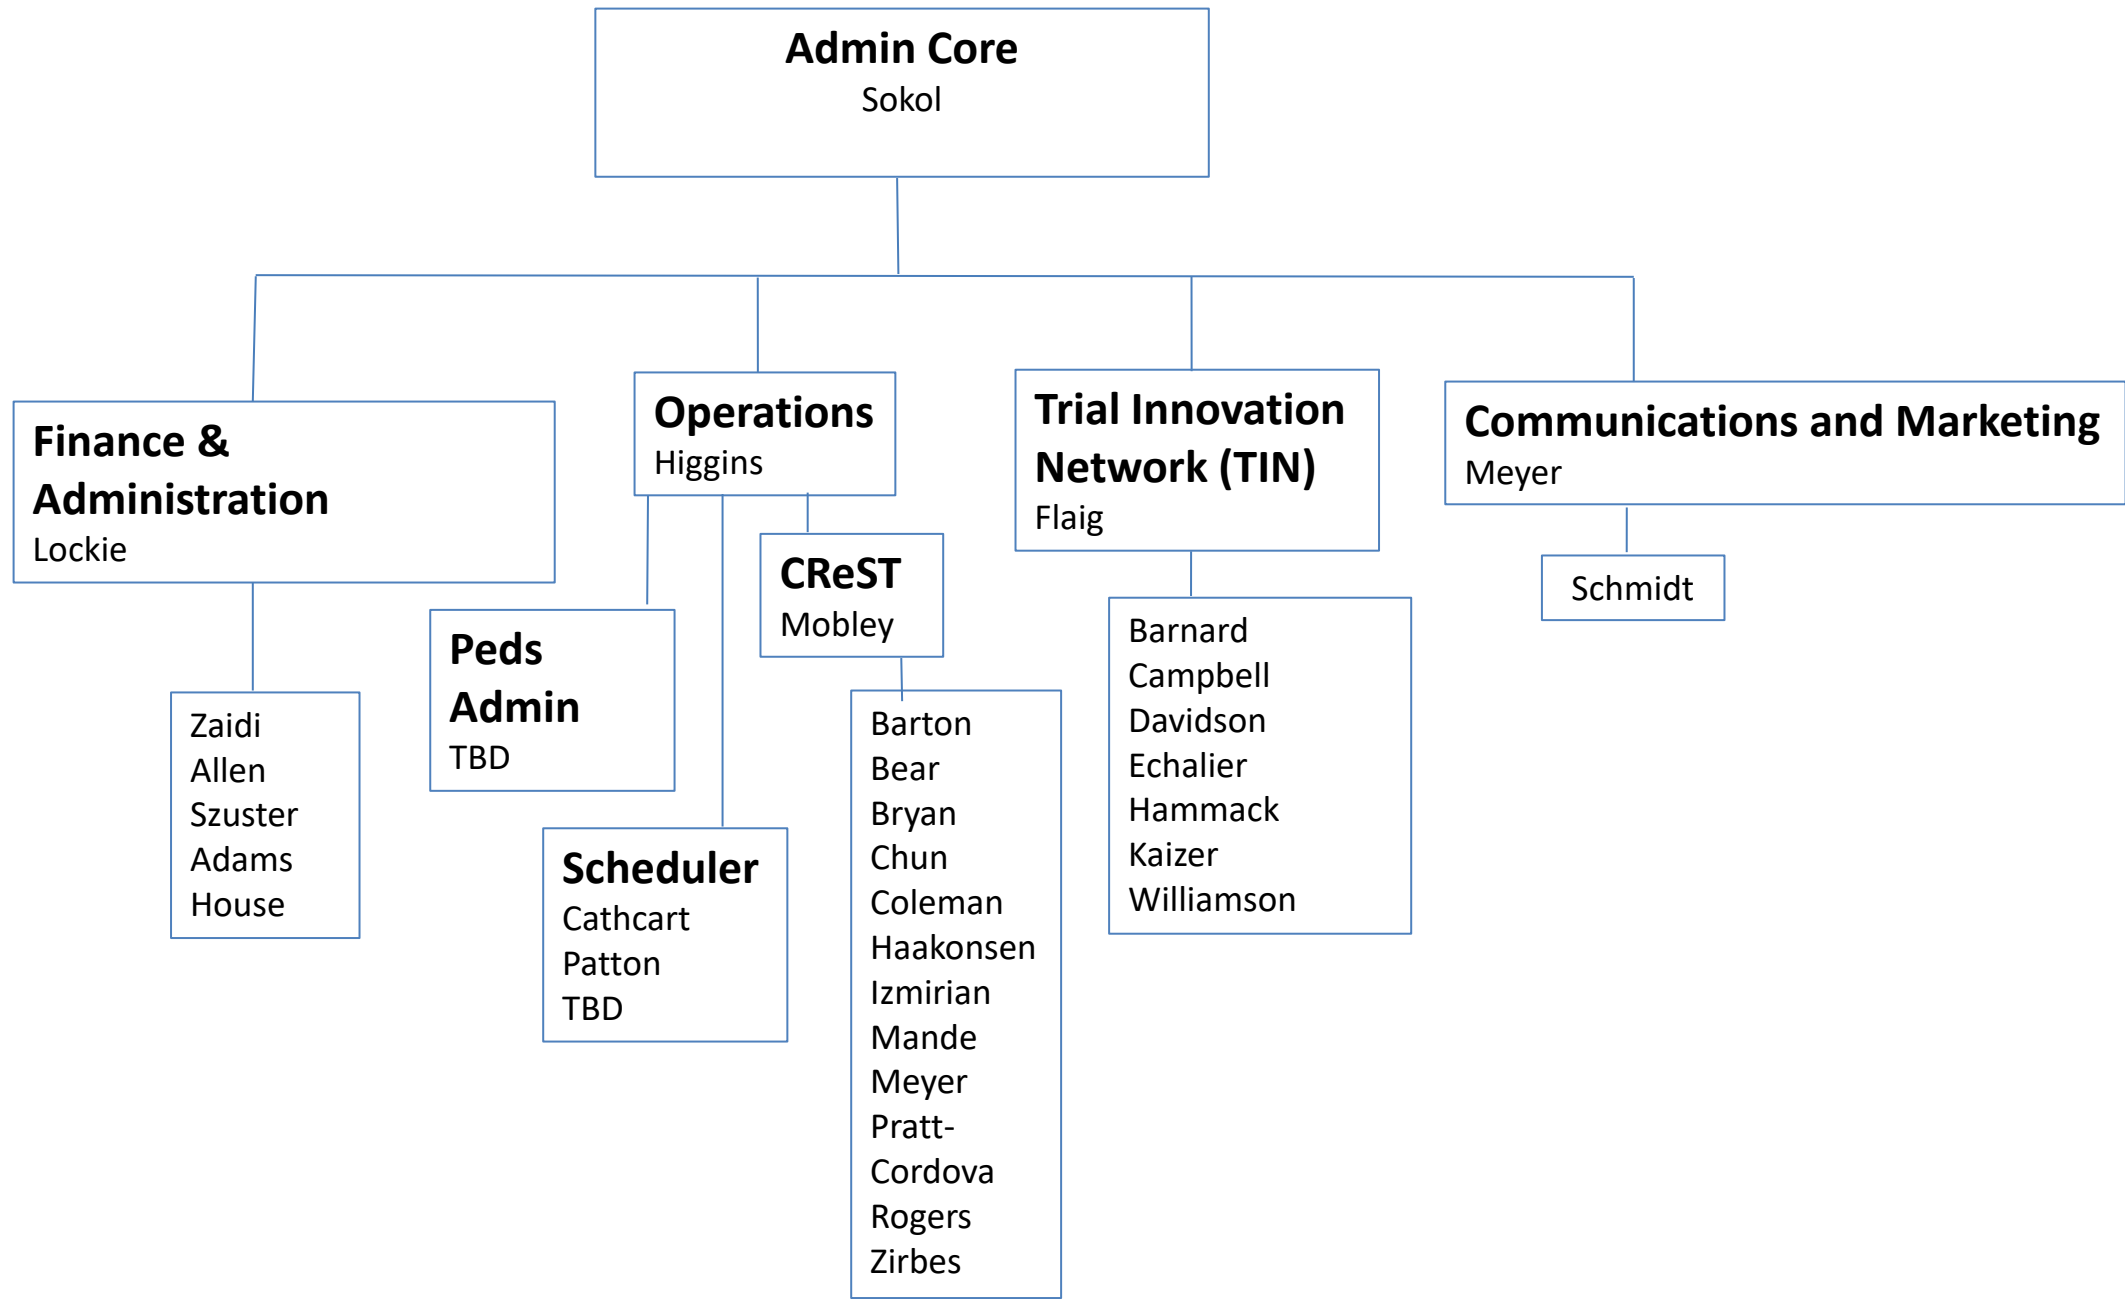 Admin Core
Sokol
Finance &
Administration
Lockie
Zaidi
Allen
Szuster
Adams
House
Operations
Higgins
Peds
Admin
TBD
Scheduler
Cathcart
Patton
TBD
CReST
Mobley
Barton
Bear
Bryan
Chun
Coleman
Haakonsen
Izmirian
Mande
Meyer
Pratt-
Cordova
Rogers
Zirbes
Trial Innovation
Network (TIN)
Flaig
Barnard
Campbell
Davidson
Echalier
Hammack
Kaizer
Williamson
Communications and Marketing
Meyer
Schmidt